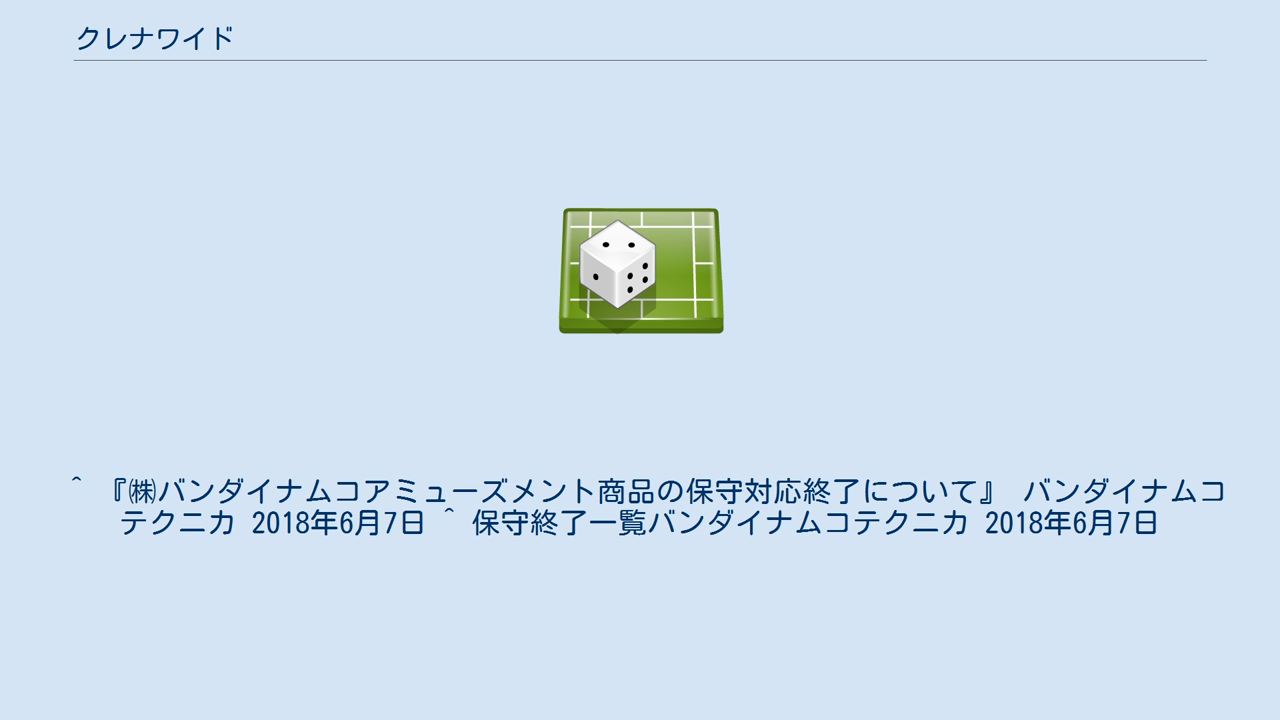 クレナワイド
^ 『㈱バンダイナムコアミューズメント商品の保守対応終了について』 バンダイナムコ
テクニカ 2018年6月7日 ^ 保守終了一覧バンダイナムコテクニカ 2018年6月7日